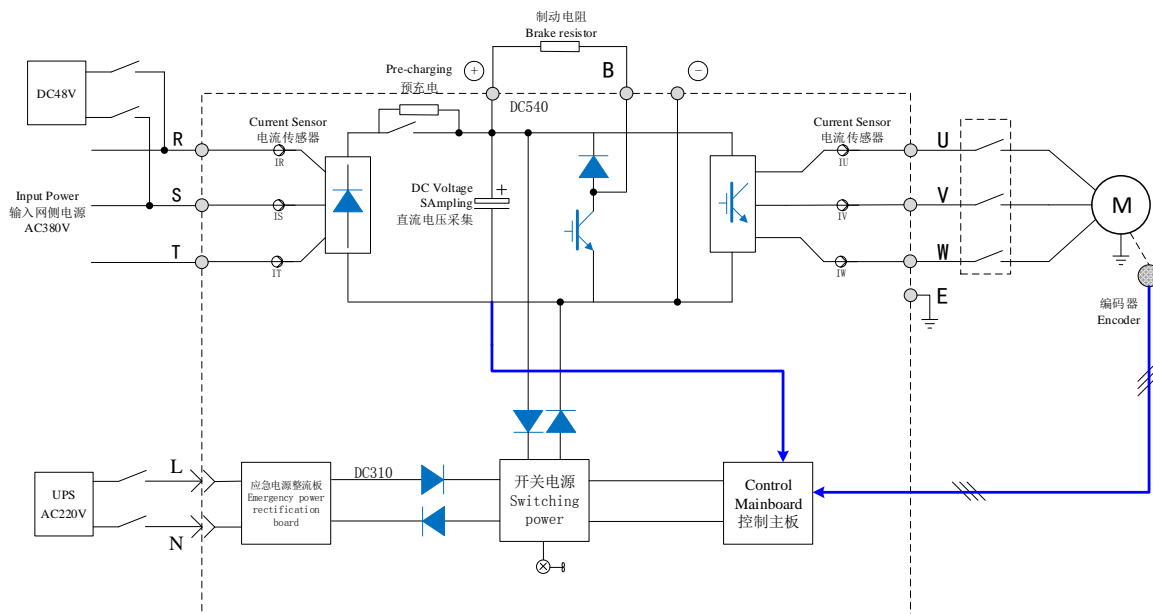 制动电阻
Brake resistor
Pre-charging
预充电
+
B
−
DC48V
DC540
R
Current Sensor
电流传感器
IR
Current Sensor
电流传感器
IU
U
Input Power
输入网侧电源
AC380V
S
IS
DC Voltage
SAmpling
直流电压采集
+
IV
V
M
T
IT
IW
W
E
编码器
Encoder
UPS
AC220V
L
N
应急电源整流板
Emergency power
rectification
board
DC310
开关电源
Switching
power
Control
Mainboard
控制主板